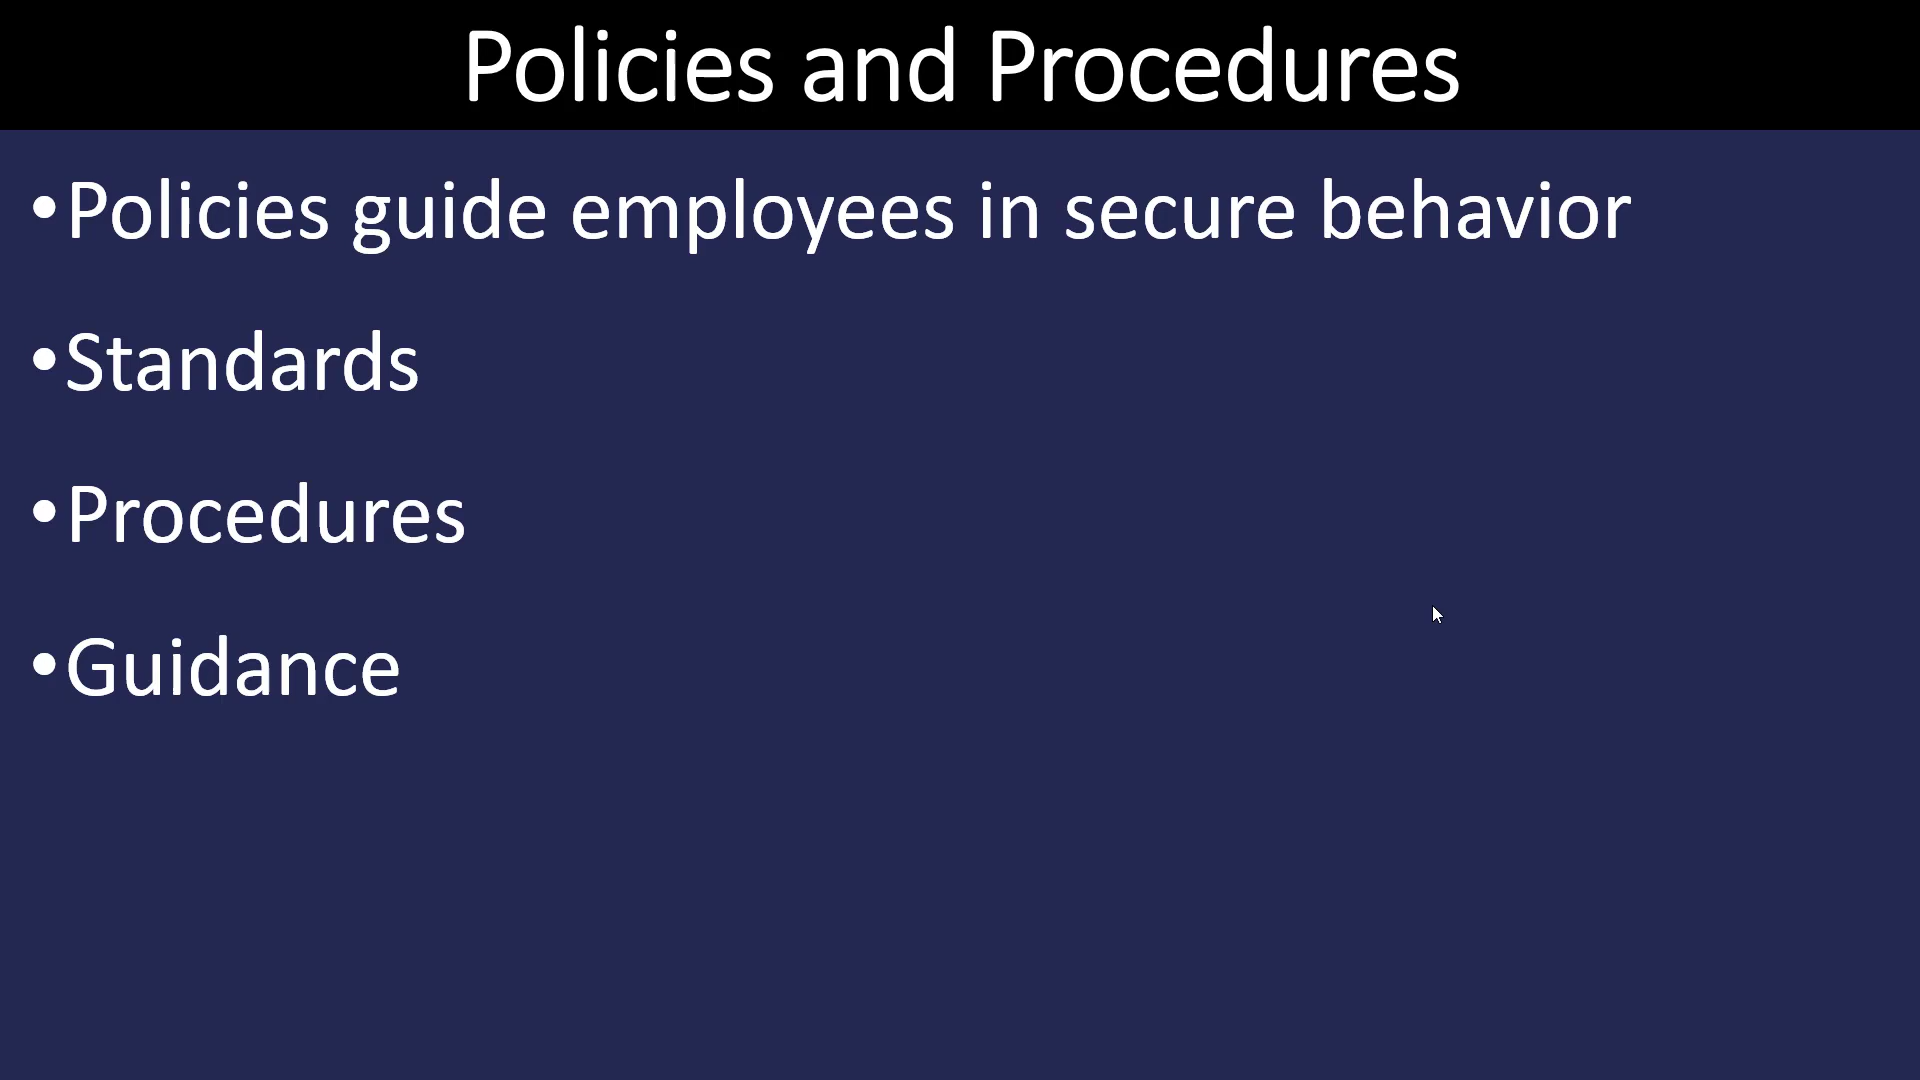 Policies and Procedures
•Policies guide employees in secure behavior
•Standards
•Procedures
•Guidance